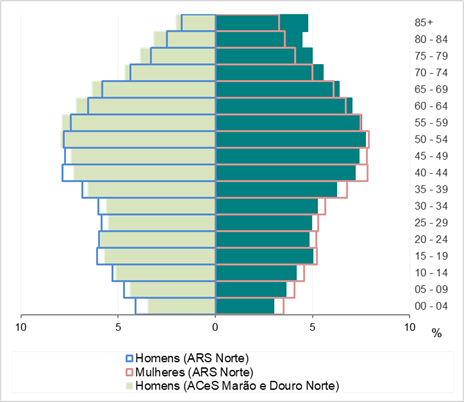 85+
80 - 84
75 - 79
70 - 74
65 - 69
60 - 64
55 - 59
50 - 54
45 - 49
40 - 44
35 - 39
30 - 34
25 - 29
20 - 24
15 - 19
10 - 14
05 - 09
00 - 04
10 5 0 5 10
%
Homens (ARS Norte)
Mulheres (ARS Norte)
Homens (ACeS Marão e Douro Norte)